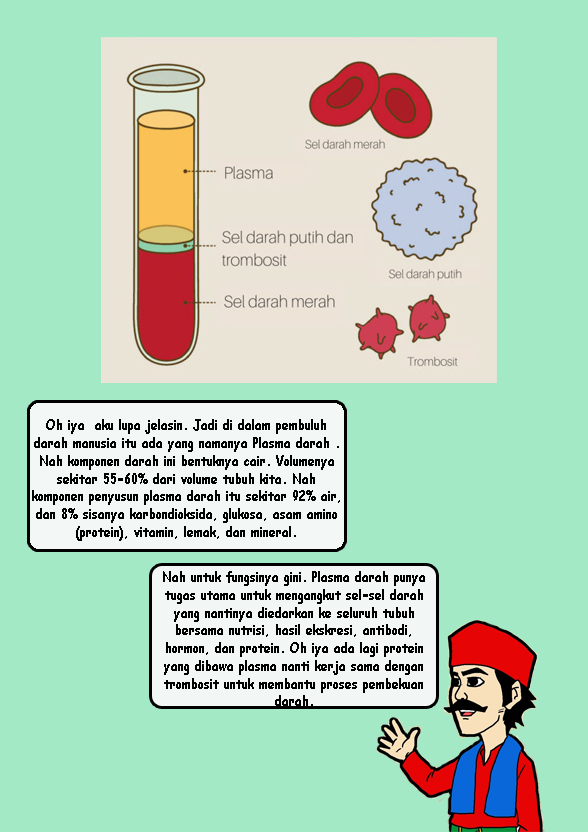 Sel darah merah
Plasma
Sel darah putih dan
trombosit
Sel darah putih
Sel darah merah
Trombosit
Oh iya aku lupa jelasin. Jadi di dalam pembuluh
darah manusia itu ada yang namanya Plasma darah .
Nah komponen darah ini bentuknya cair. Volumenya
sekitar 55-60% dari volume tubuh kita. Nah
komponen penyusun plasma darah itu sekitar 92% air,
dan 8% sisanya karbondioksida, glukosa, asam amino
(protein), vitamin, lemak, dan mineral.
Nah untuk fungsinya gini. Plasma darah punya
tugas utama untuk mengangkut sel-sel darah
yang nantinya diedarkan ke seluruh tubuh
bersama nutrisi, hasil ekskresi, antibodi,
hormon, dan protein. Oh iya ada lagi protein
yang dibawa plasma nanti kerja sama dengan
trombosit untuk membantu proses pembekuan
darah.